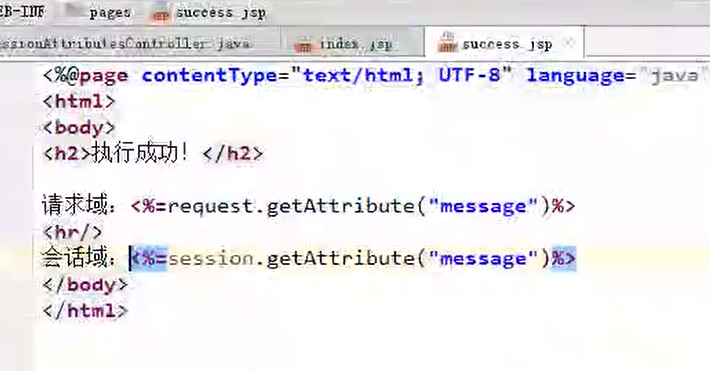 EB-INF pages success.jsp
SessionAttributesController.java index.jsp success.jsp
<%@page contentType="text/html; UTF-8" language="java"
<html>
<body>
<h2>执行成功！</h2>
请求域：<%=request.getAttribute("message")%>
<hr/>
会话域：<%=session.getAttribute("message")%>
</body>
</html>